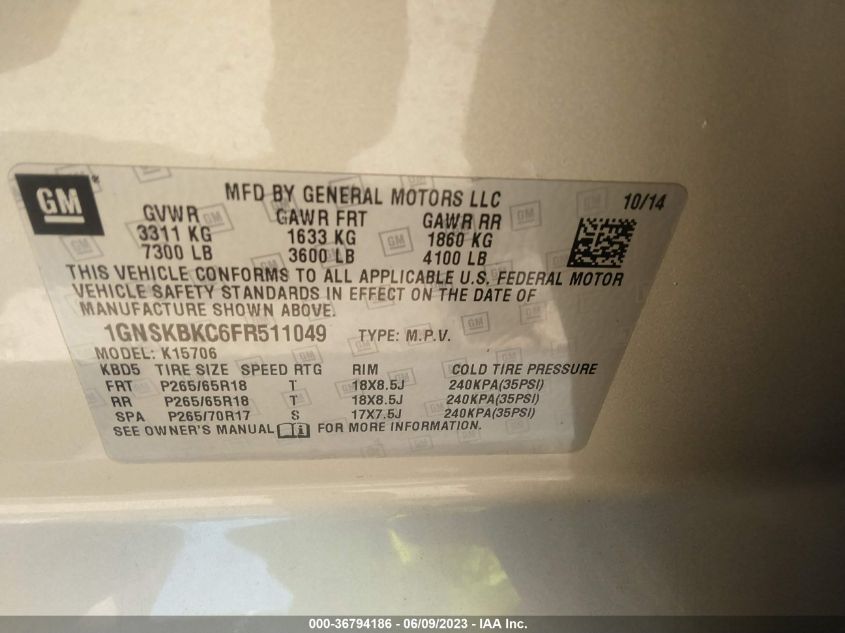 GM
MFD BY GENERAL MOTORS LLC 10/14
GVWR GAWR FRT GAWR RR
3311 KG 1633 KG 1860 KG
7300 LB 3600 LB 4100 LB
THIS VEHICLE CONFORMS TO ALL APPLICABLE U.S. FEDERAL MOTOR
VEHICLE SAFETY STANDARDS IN EFFECT ON THE DATE OF
MANUFACTURE SHOWN ABOVE.
1GNSKBKC6FR511049 TYPE: M.P.V.
MODEL: K15706
KBD5 TIRE SIZE SPEED RTG RIM COLD TIRE PRESSURE
FRT P265/65R18 T 18X8.5J 240KPA(35PSI)
RR P265/65R18 T 18X8.5J 240KPA(35PSI)
SPA P265/70R17 S 17X7.5J 240KPA(35PSI)
SEE OWNER'S MANUAL FOR MORE INFORMATION.
000-36794186 - 06/09/2023 - IAA Inc.